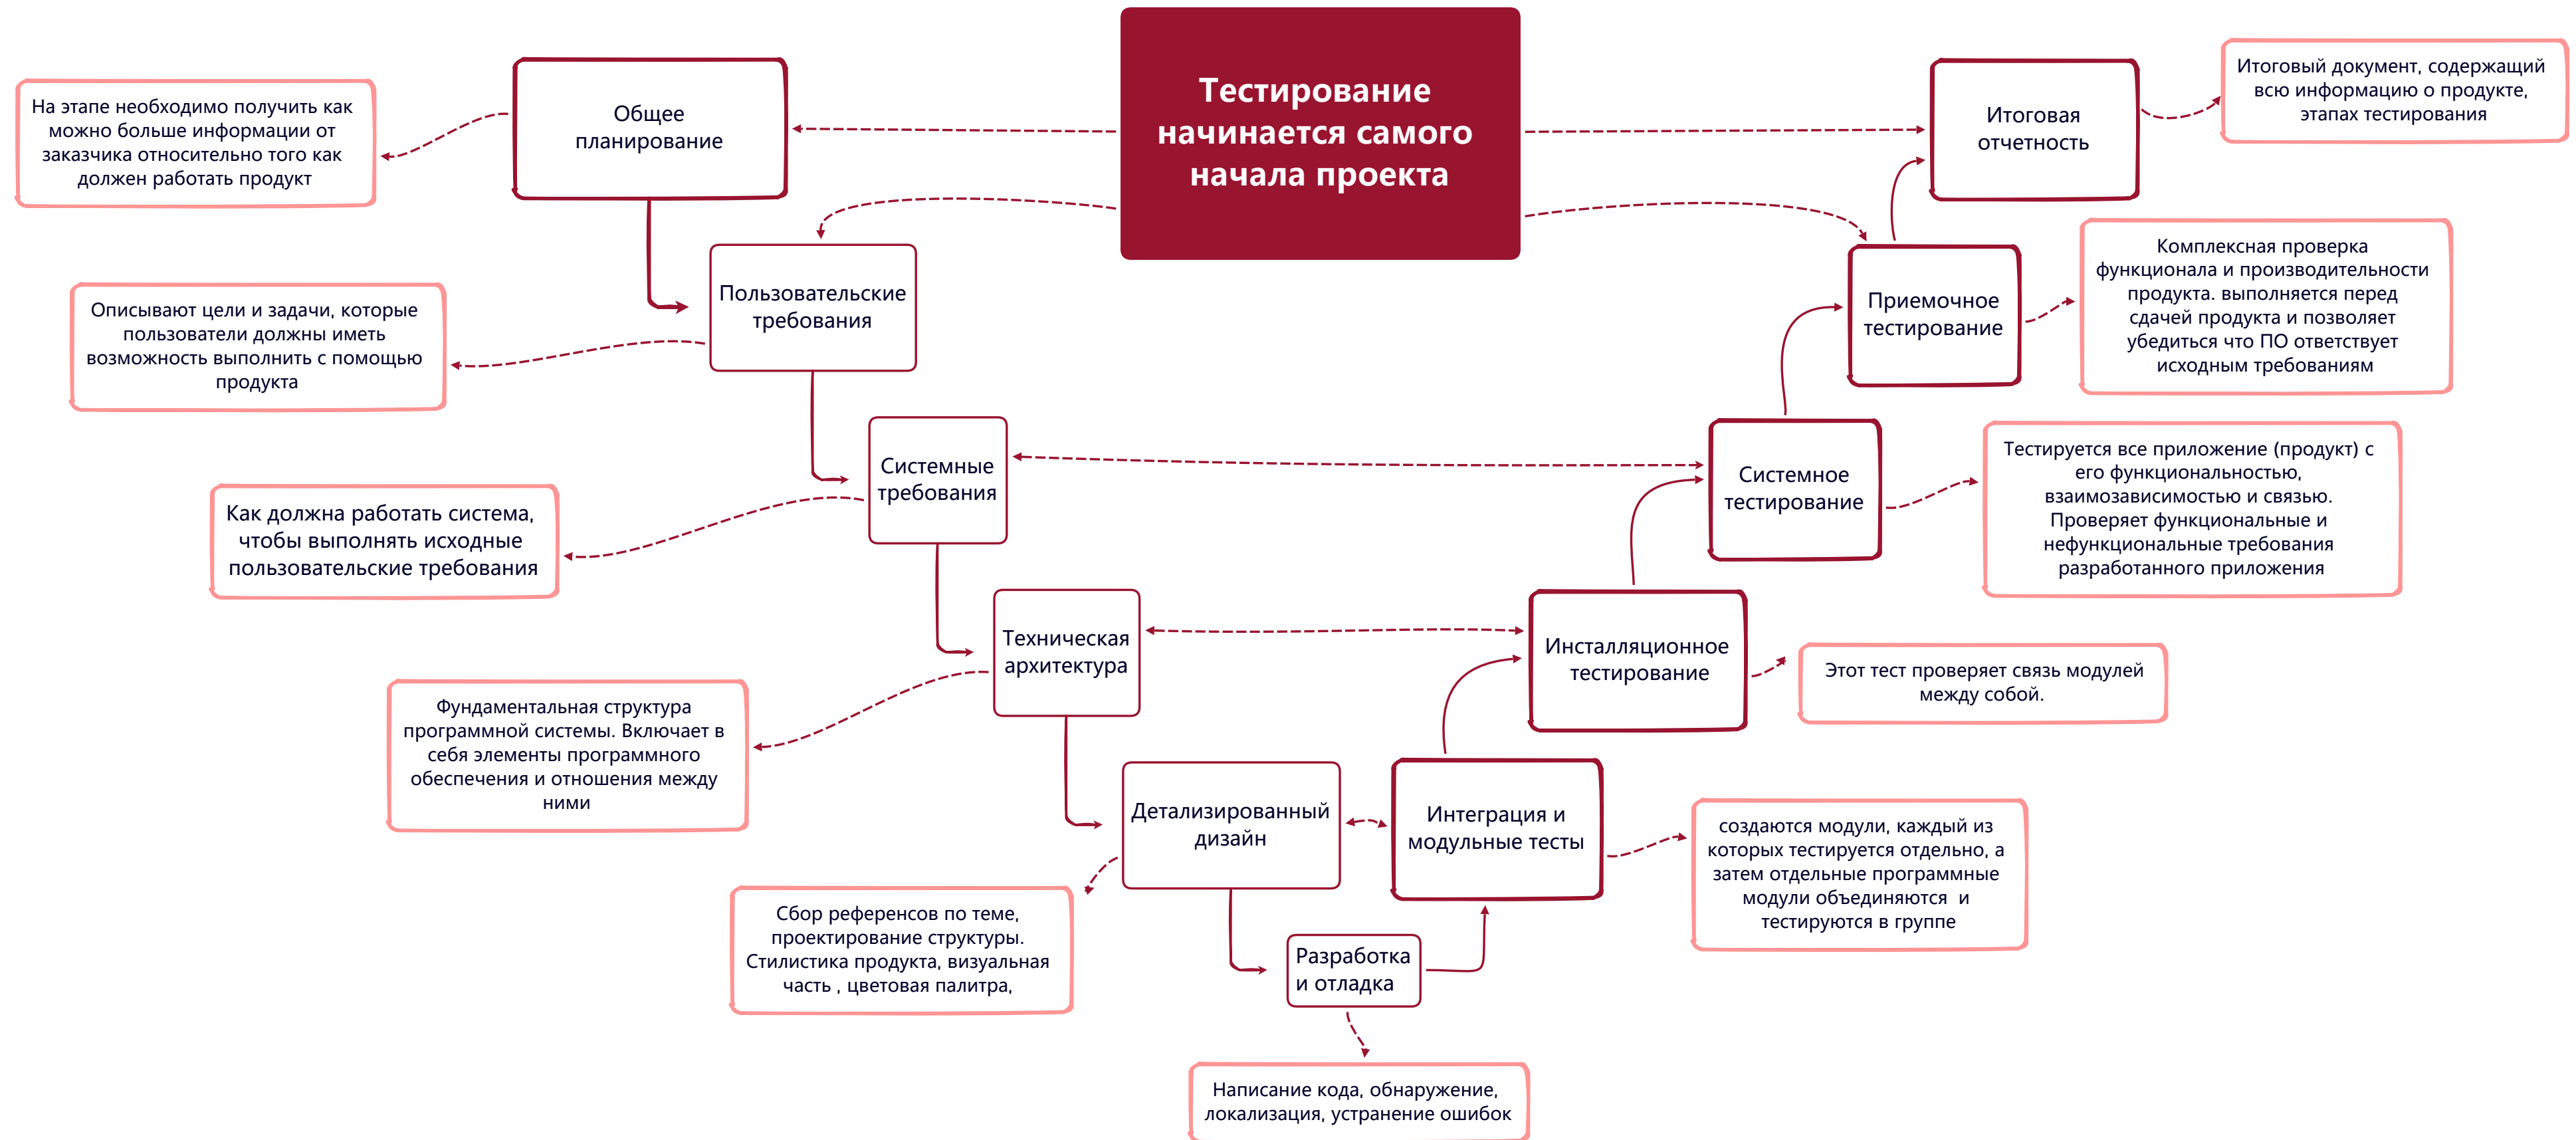 Тестирование
начинается самого
начала проекта
Общее
планирование
На этапе необходимо получить как
можно больше информации от
заказчика относительно того как
должен работать продукт
Пользовательские
требования
Описывают цели и задачи, которые
пользователи должны иметь
возможность выполнить с помощью
продукта
Системные
требования
Как должна работать система,
чтобы выполнять исходные
пользовательские требования
Техническая
архитектура
Фундаментальная структура
программной системы. Включает в
себя элементы программного
обеспечения и отношения между
ними
Детализированный
дизайн
Сбор референсов по теме,
проектирование структуры.
Стилистика продукта, визуальная
часть , цветовая палитра,
Разработка
и отладка
Написание кода, обнаружение,
локализация, устранение ошибок
Интеграция и
модульные тесты
создаются модули, каждый из
которых тестируется отдельно, а
затем отдельные программные
модули объединяются  и
тестируются в группе
Инсталляционное
тестирование
Этот тест проверяет связь модулей
между собой.
Системное
тестирование
Тестируется все приложение (продукт) с
его функциональностью,
взаимозависимостью и связью.
Проверяет функциональные и
нефункциональные требования
разработанного приложения
Приемочное
тестирование
Комплексная проверка
функционала и производительности
продукта. выполняется перед
сдачей продукта и позволяет
убедиться что ПО ответствует
исходным требованиям
Итоговая
отчетность
Итоговый документ, содержащий
всю информацию о продукте,
этапах тестирования